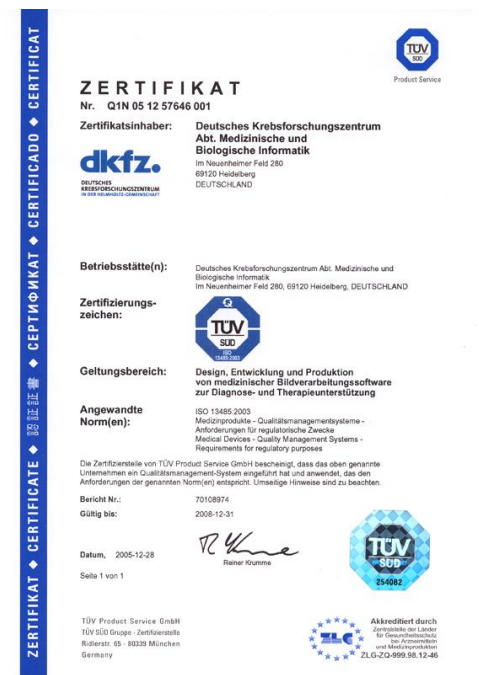 ZERTIFIKAT ◆ CERTIFICATE ◆ 認証証書 ◆ СЕРТИФИКАТ ◆ CERTIFICADO ◆ CERTIFICAT
TÜV
SÜD
Product Service
ZERTIFIKAT
Nr. Q1N 05 12 57646 001
Zertifikatsinhaber:
Deutsches Krebsforschungszentrum
Abt. Medizinische und
Biologische Informatik
Im Neuenheimer Feld 280
69120 Heidelberg
DEUTSCHLAND
dkfz.
DEUTSCHES
KREBSFORSCHUNGSZENTRUM
IN DER HELMHOLTZ-GEMEINSCHAFT
Betriebsstätte(n):
Deutsches Krebsforschungszentrum Abt. Medizinische und
Biologische Informatik
Im Neuenheimer Feld 280, 69120 Heidelberg, DEUTSCHLAND
Zertifizierungs-
zeichen:
Q
TÜV
SÜD
ISO
13485:2003
Geltungsbereich:
Design, Entwicklung und Produktion
von medizinischer Bildverarbeitungssoftware
zur Diagnose- und Therapieunterstützung
Angewandte
Norm(en):
ISO 13485:2003
Medizinprodukte - Qualitätsmanagementsysteme -
Anforderungen für regulatorische Zwecke
Medical Devices - Quality Management Systems -
Requirements for regulatory purposes
Die Zertifizierstelle von TÜV Product Service GmbH bescheinigt, dass das oben genannte
Unternehmen ein Qualitätsmanagement-System eingeführt hat und anwendet, das den
Anforderungen der genannten Norm(en) entspricht. Umseitige Hinweise sind zu beachten.
Bericht Nr.: 70108974
Gültig bis: 2008-12-31
Datum, 2005-12-28
Reiner Krumme
Seite 1 von 1
TÜV
SÜD
254082
TÜV Product Service GmbH
TÜV SÜD Gruppe · Zertifizierstelle
Ridlerstr. 65 · 80339 München
Germany
ZLG
Akkreditiert durch
Zentralstelle der Länder
für Gesundheitsschutz
bei Arzneimitteln
und Medizinprodukten
ZLG-ZQ-999.98.12-46